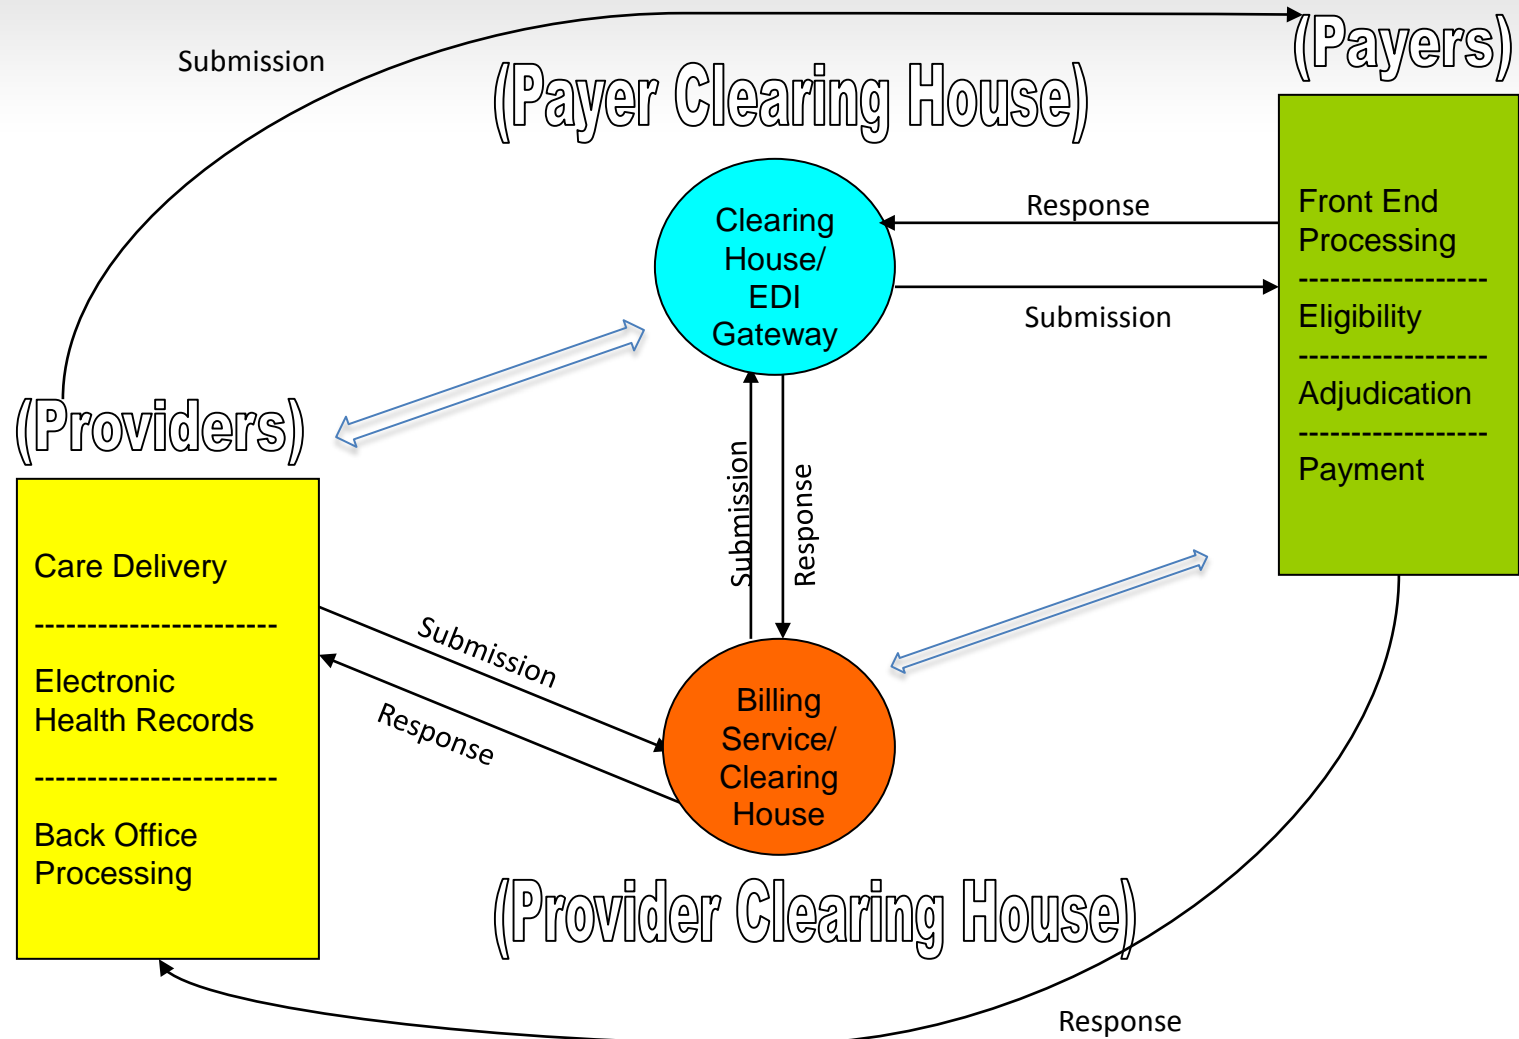 Submission
(Payers)
(Payer Clearing House)
Clearing
House/
EDI
Gateway
Response
Submission
Front End
Processing
-------------------
Eligibility
-------------------
Adjudication
-------------------
Payment
(Providers)
Care Delivery
-----------------------
Electronic
Health Records
-----------------------
Back Office
Processing
Submission
Response
Submission
Response
Billing
Service/
Clearing
House
(Provider Clearing House)
Response